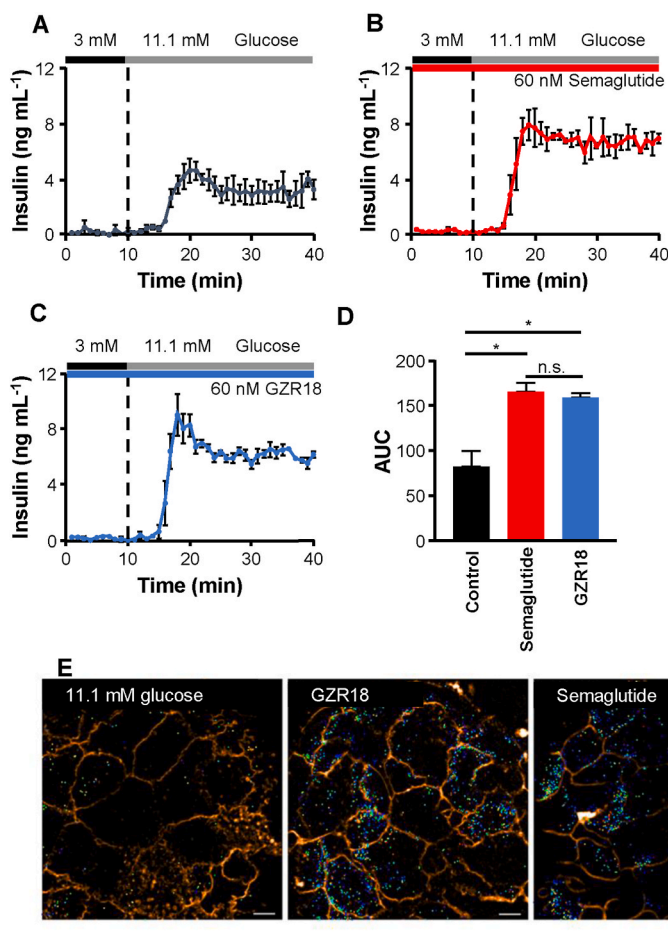 A
3 mM 11.1 mM Glucose
12
8
4
0
Insulin (ng mL-1)
0 10 20 30 40
Time (min)
B
3 mM 11.1 mM Glucose
60 nM Semaglutide
12
8
4
0
Insulin (ng mL-1)
0 10 20 30 40
Time (min)
C
3 mM 11.1 mM Glucose
60 nM GZR18
12
8
4
0
Insulin (ng mL-1)
0 10 20 30 40
Time (min)
D
*
*
n.s.
200
150
100
50
0
AUC
Control
Semaglutide
GZR18
E
11.1 mM glucose
GZR18
Semaglutide